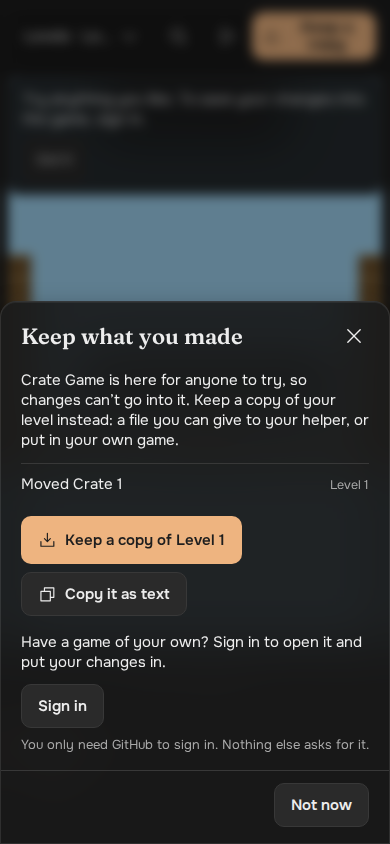 Keep what you made
Crate Game is here for anyone to try, so
changes can’t go into it. Keep a copy of your
level instead: a file you can give to your helper, or
put in your own game.
Moved Crate 1
Level 1
Keep a copy of Level 1
Copy it as text
Have a game of your own? Sign in to open it and
put your changes in.
Sign in
You only need GitHub to sign in. Nothing else asks for it.
Not now